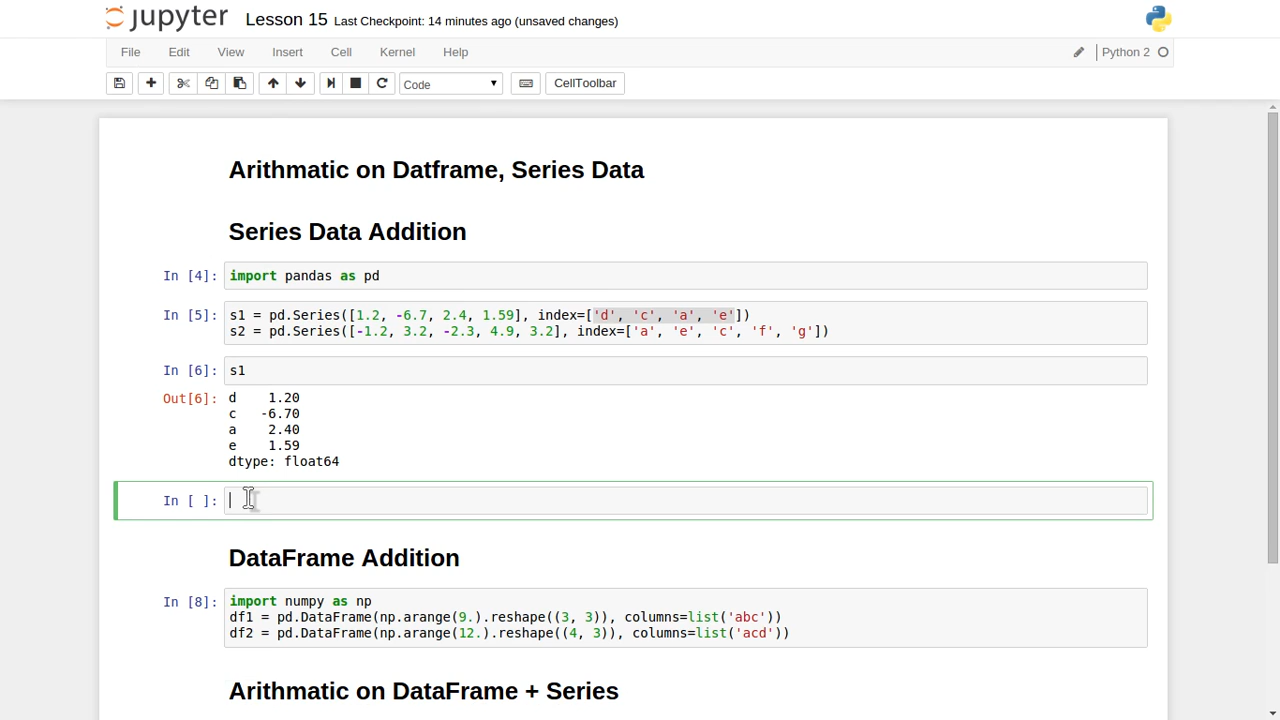 jupyter Lesson 15 Last Checkpoint: 14 minutes ago (unsaved changes)
File Edit View Insert Cell Kernel Help Python 2
Code CellToolbar
Arithmatic on Datframe, Series Data
Series Data Addition
In [4]: import pandas as pd
In [5]: s1 = pd.Series([1.2, -6.7, 2.4, 1.59], index=['d', 'c', 'a', 'e'])
s2 = pd.Series([-1.2, 3.2, -2.3, 4.9, 3.2], index=['a', 'e', 'c', 'f', 'g'])
In [6]: s1
Out[6]: d 1.20
c -6.70
a 2.40
e 1.59
dtype: float64
In [ ]:
DataFrame Addition
In [8]: import numpy as np
df1 = pd.DataFrame(np.arange(9.).reshape((3, 3)), columns=list('abc'))
df2 = pd.DataFrame(np.arange(12.).reshape((4, 3)), columns=list('acd'))
Arithmatic on DataFrame + Series